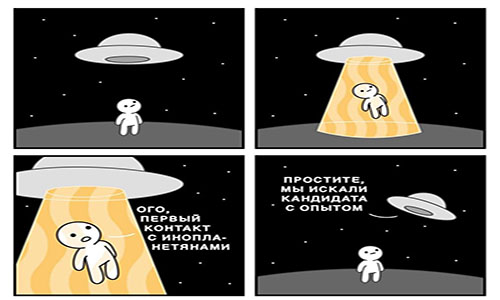 ОГО,
ПЕРВЫЙ
КОНТАКТ
С ИНОПЛА-
НЕТЯНАМИ
ПРОСТИТЕ,
МЫ ИСКАЛИ
КАНДИДАТА
С ОПЫТОМ